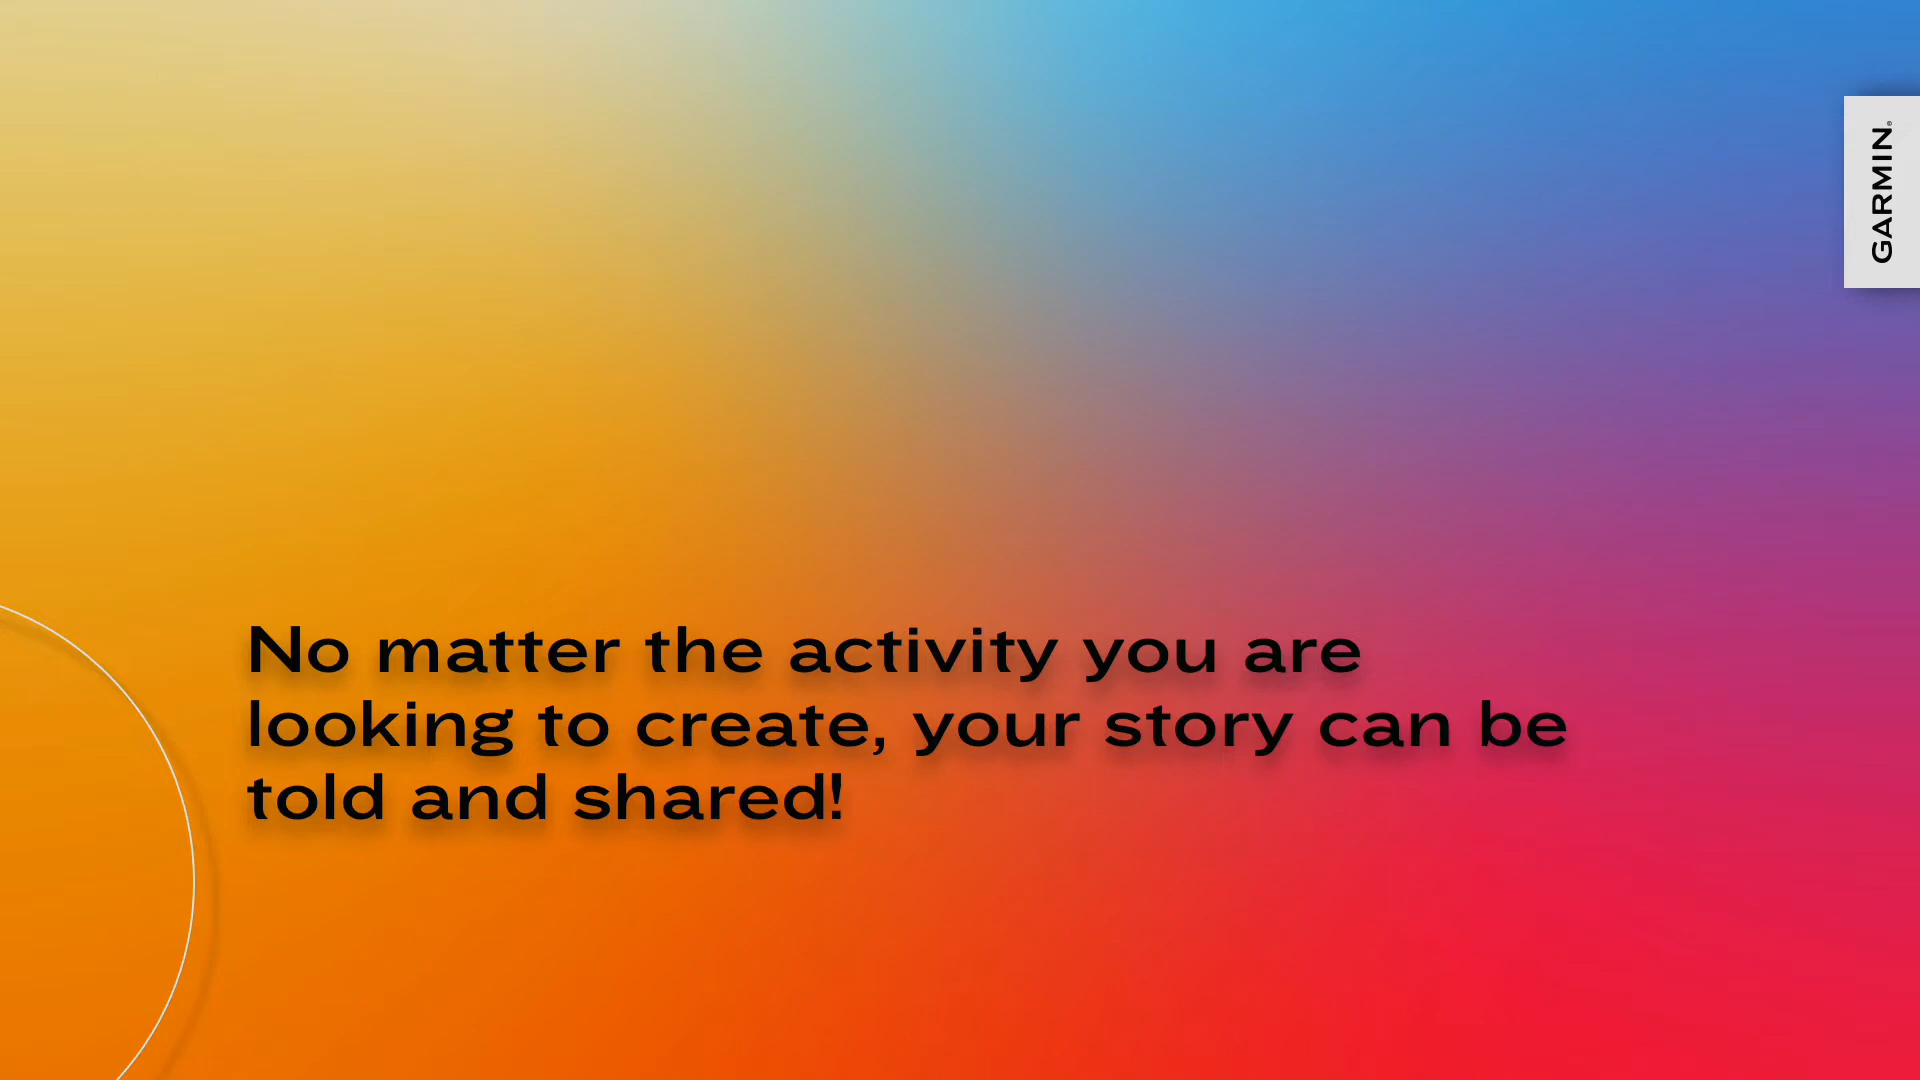 GARMIN®
No matter the activity you are
looking to create, your story can be
told and shared!